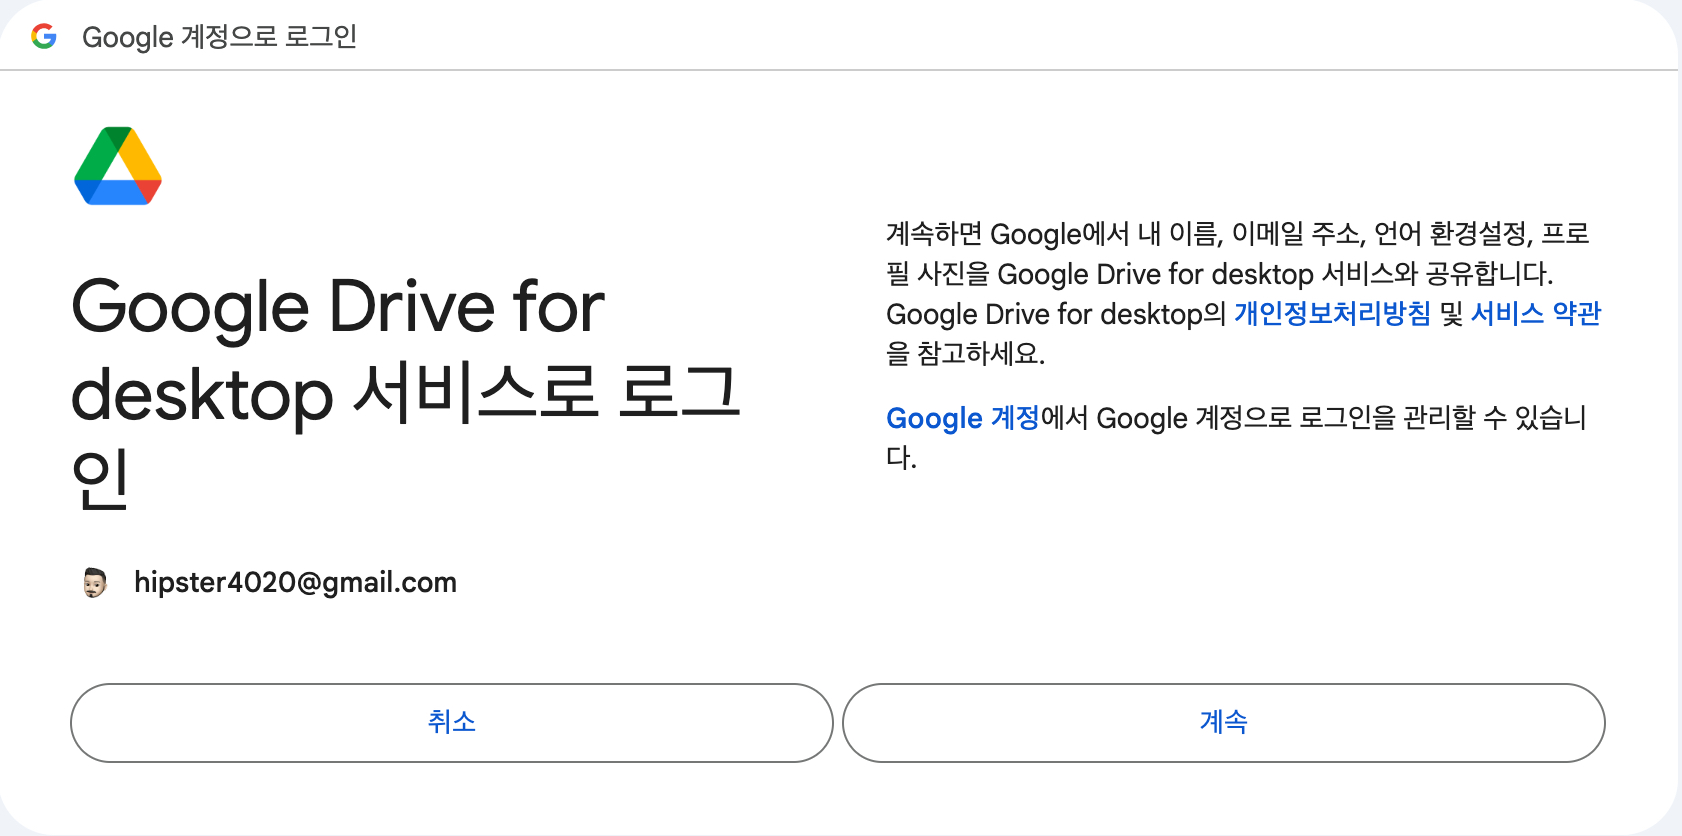 Google 계정으로 로그인
Google Drive for
desktop 서비스로 로그
인
hipster4020@gmail.com
계속하면 Google에서 내 이름, 이메일 주소, 언어 환경설정, 프로
필 사진을 Google Drive for desktop 서비스와 공유합니다.
Google Drive for desktop의 개인정보처리방침 및 서비스 약관
을 참고하세요.
Google 계정에서 Google 계정으로 로그인을 관리할 수 있습니
다.
취소
계속